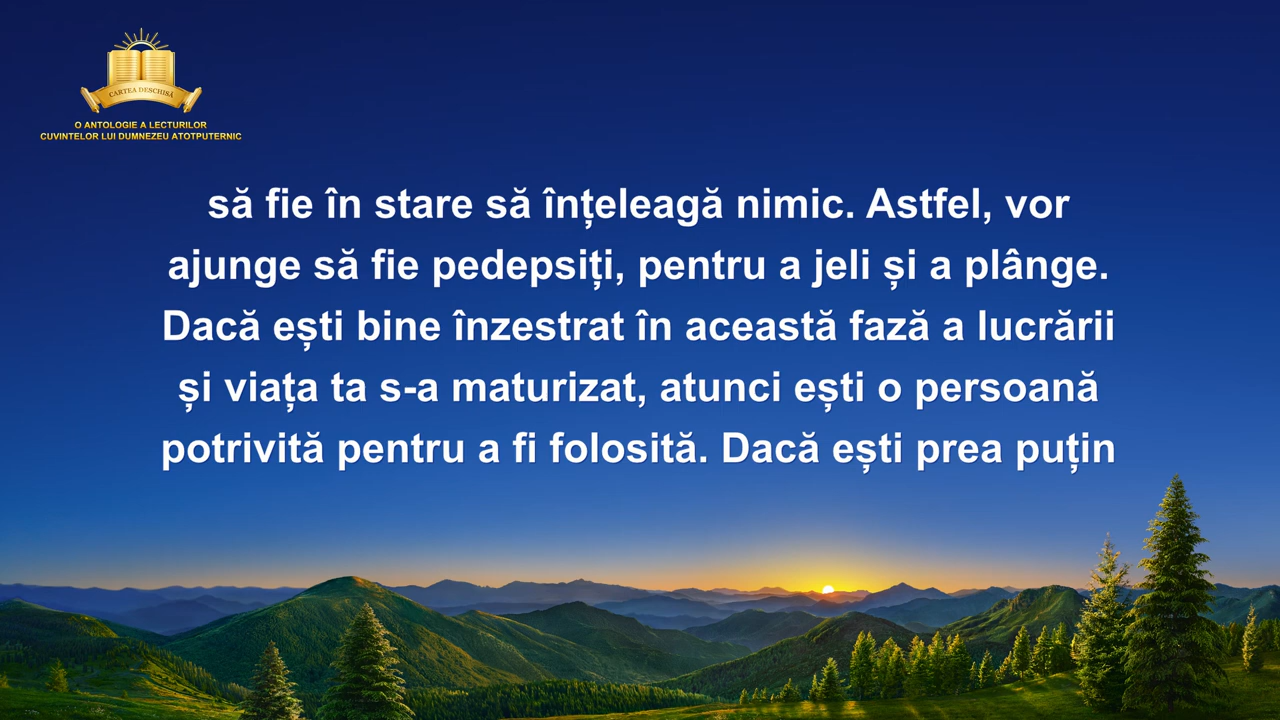 CARTEA DESCHISĂ
O ANTOLOGIE A LECTURILOR
CUVINTELOR LUI DUMNEZEU ATOTPUTERNIC
să fie în stare să înțeleagă nimic. Astfel, vor
ajunge să fie pedepsiți, pentru a jeli și a plânge.
Dacă ești bine înzestrat în această fază a lucrării
și viața ta s-a maturizat, atunci ești o persoană
potrivită pentru a fi folosită. Dacă ești prea puțin